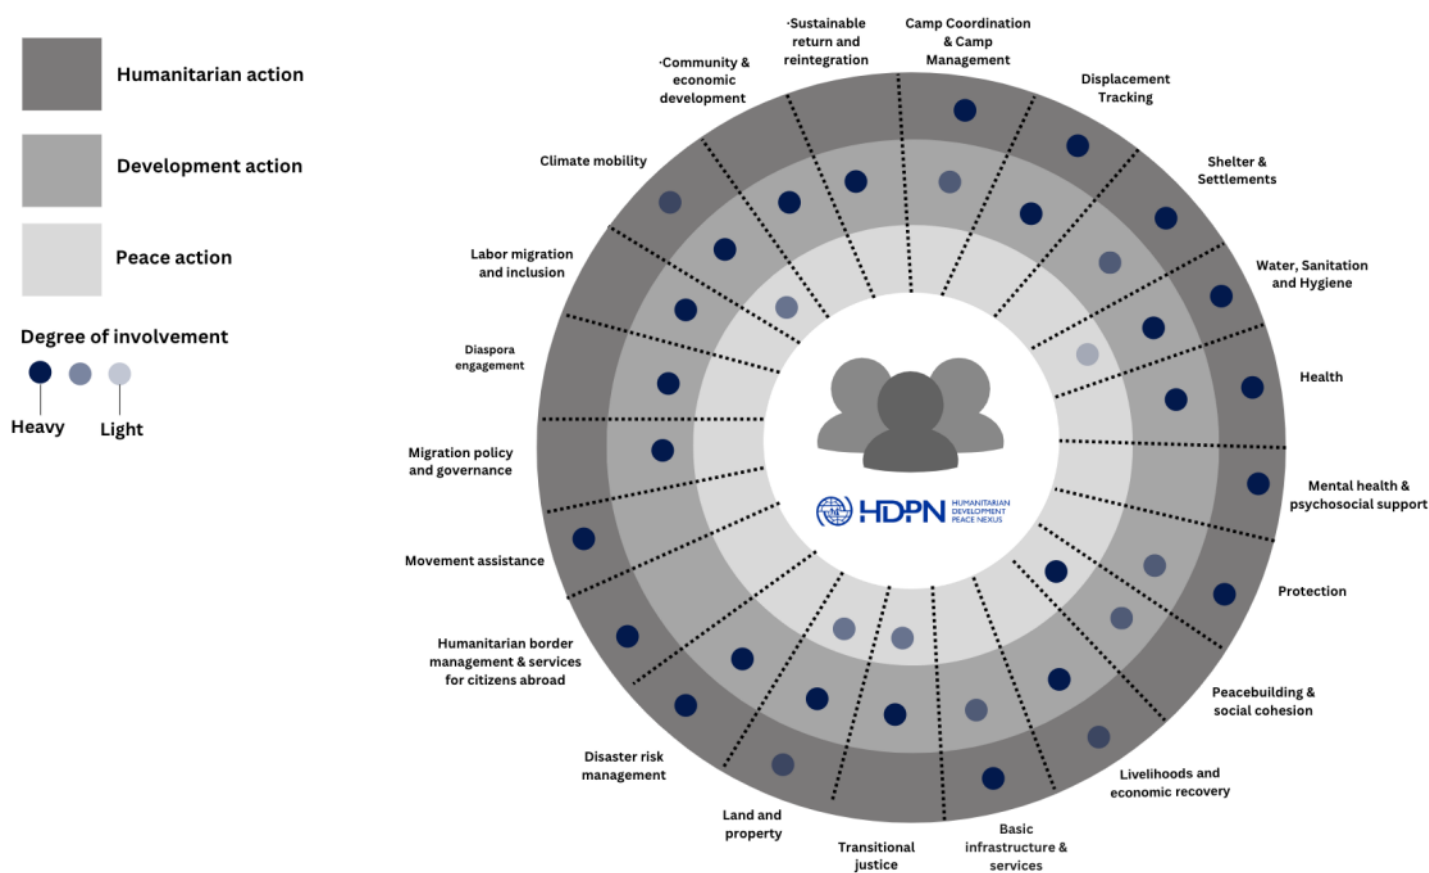 Humanitarian action
Development action
Peace action
Degree of involvement
Heavy
Light
·Sustainable
return and
reintegration
Camp Coordination
& Camp
Management
Displacement
Tracking
Shelter &
Settlements
Water, Sanitation
and Hygiene
Health
Mental health &
psychosocial support
Protection
Peacebuilding &
social cohesion
Livelihoods and
economic recovery
Basic
infrastructure &
services
Transitional
justice
Land and
property
Disaster risk
management
Humanitarian border
management & services
for citizens abroad
Movement assistance
Migration policy
and governance
Diaspora
engagement
Labor migration
and inclusion
Climate mobility
·Community &
economic
development
HDPN
HUMANITARIAN
DEVELOPMENT
PEACE NEXUS